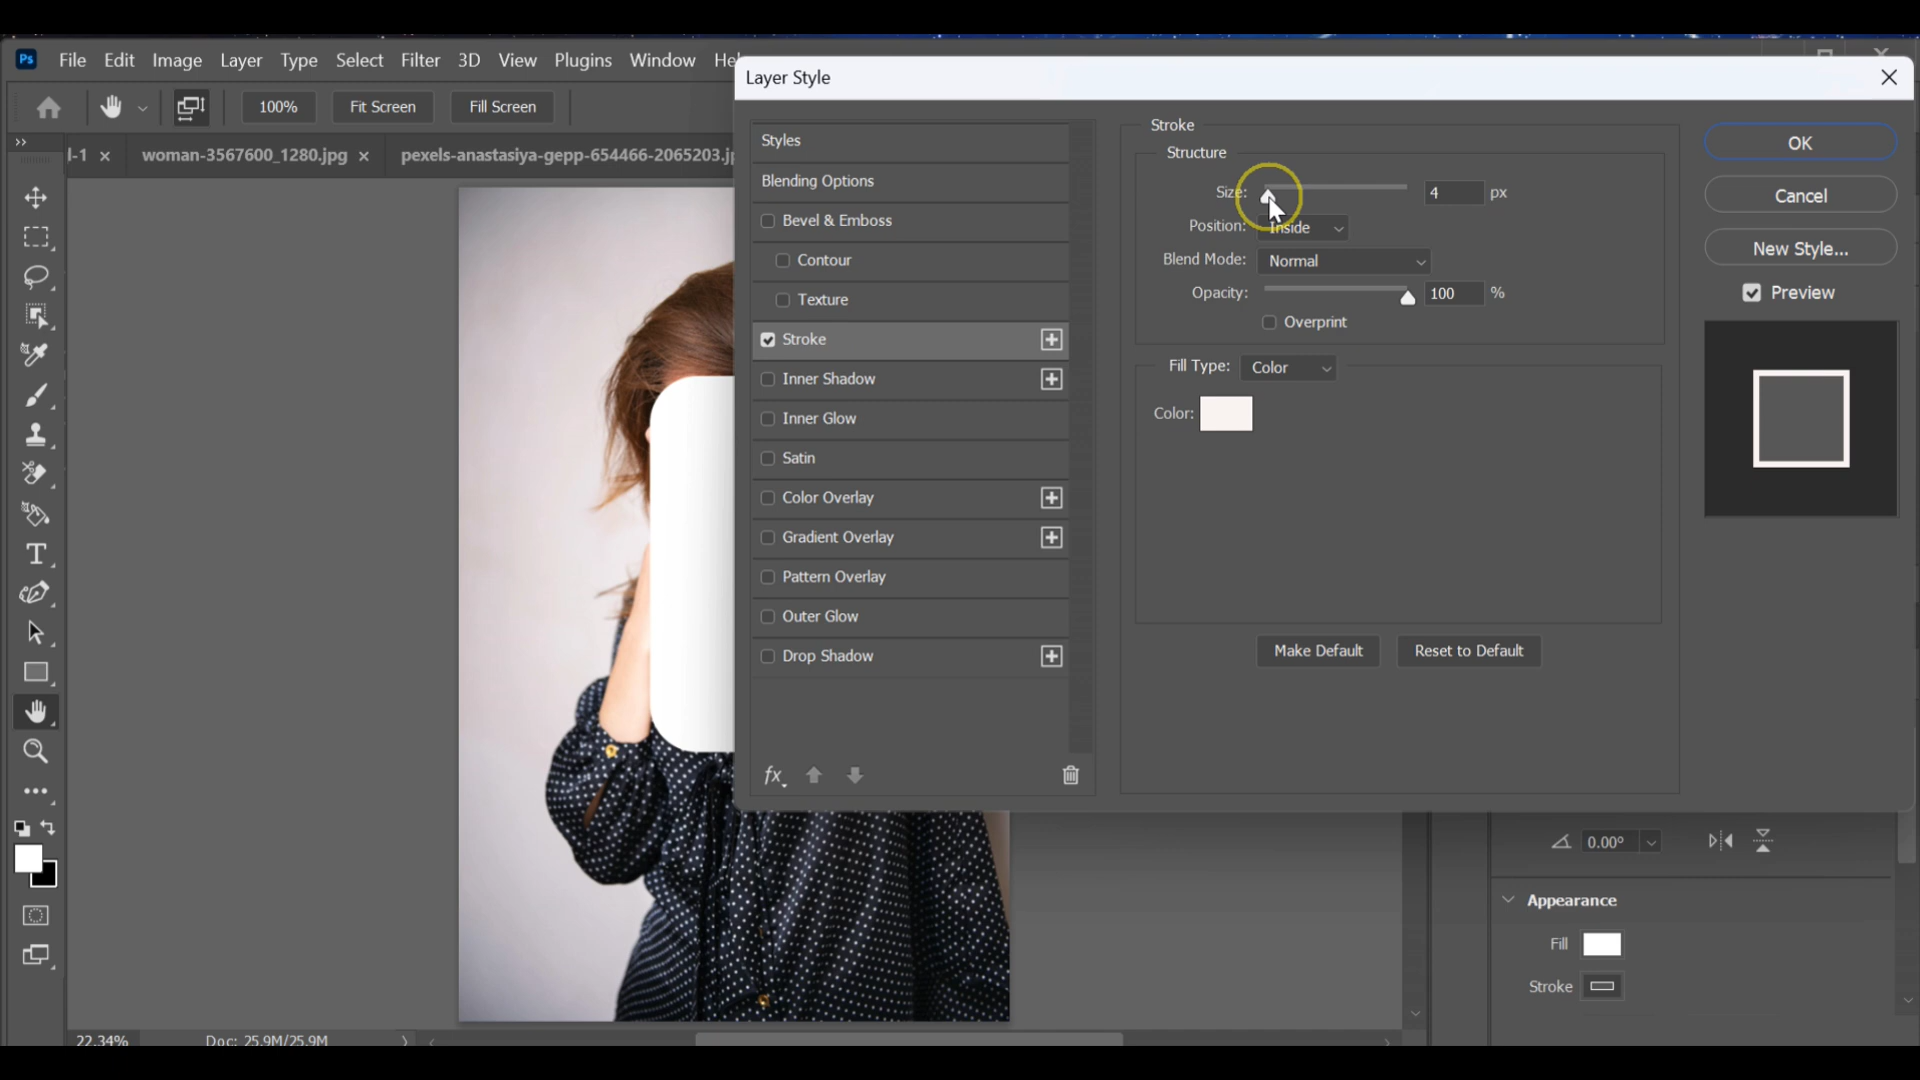 Ps File Edit Image Layer Type Select Filter 3D View Plugins Window Hel
Layer Style
100% Fit Screen Fill Screen
l-1 × woman-3567600_1280.jpg × pexels-anastasiya-gepp-654466-2065203.j
Styles
Blending Options
Bevel & Emboss
Contour
Texture
Stroke
Inner Shadow
Inner Glow
Satin
Color Overlay
Gradient Overlay
Pattern Overlay
Outer Glow
Drop Shadow
fx
Stroke
Structure
Size: 4 px
Position: Inside
Blend Mode: Normal
Opacity: 100 %
Overprint
Fill Type: Color
Color:
Make Default Reset to Default
OK
Cancel
New Style...
Preview
0.00°
Appearance
Fill
Stroke
22.34% Doc: 25.9M/25.9M